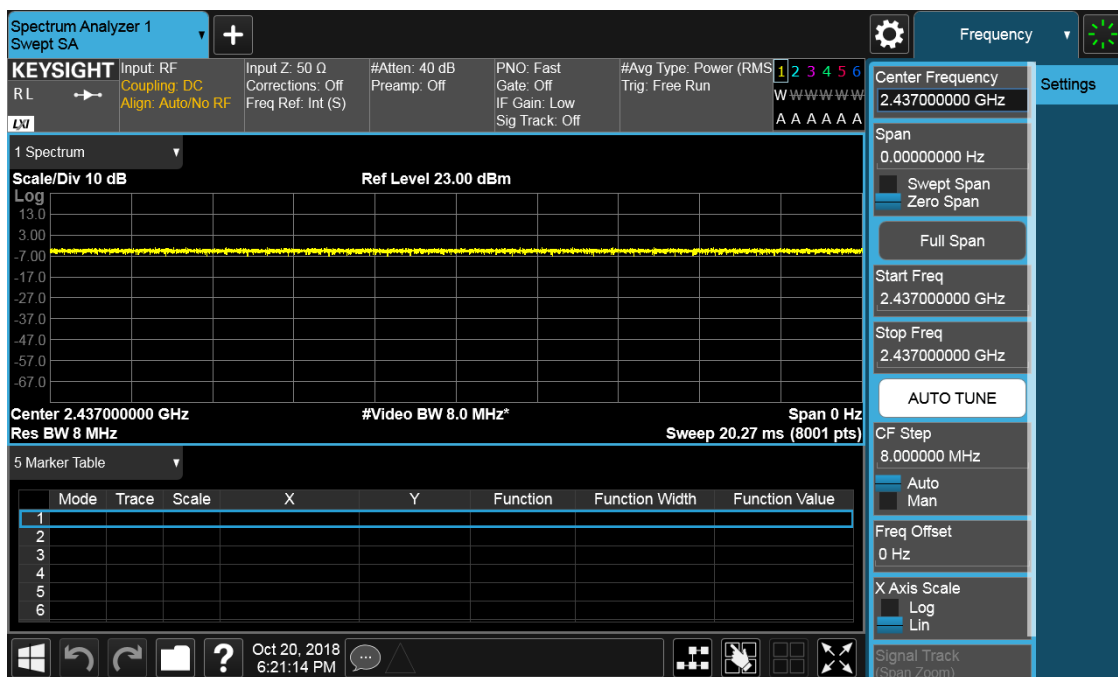 Spectrum Analyzer 1
Swept SA
Frequency
KEYSIGHT
RL
LXI
Input: RF
Coupling: DC
Align: Auto/No RF
Input Z: 50 Ω
Corrections: Off
Freq Ref: Int (S)
#Atten: 40 dB
Preamp: Off
PNO: Fast
Gate: Off
IF Gain: Low
Sig Track: Off
#Avg Type: Power (RMS
Trig: Free Run
1 2 3 4 5 6
W W W W W W
A A A A A A
1 Spectrum
Scale/Div 10 dB
Ref Level 23.00 dBm
Log
13.0
3.00
-7.00
-17.0
-27.0
-37.0
-47.0
-57.0
-67.0
Center 2.437000000 GHz
#Video BW 8.0 MHz*
Span 0 Hz
Res BW 8 MHz
Sweep 20.27 ms (8001 pts)
5 Marker Table
Mode Trace Scale X Y Function Function Width Function Value
1
2
3
4
5
6
Oct 20, 2018
6:21:14 PM
Center Frequency
2.437000000 GHz
Settings
Span
0.00000000 Hz
Swept Span
Zero Span
Full Span
Start Freq
2.437000000 GHz
Stop Freq
2.437000000 GHz
AUTO TUNE
CF Step
8.000000 MHz
Auto
Man
Freq Offset
0 Hz
X Axis Scale
Log
Lin
Signal Track
(Span Zoom)